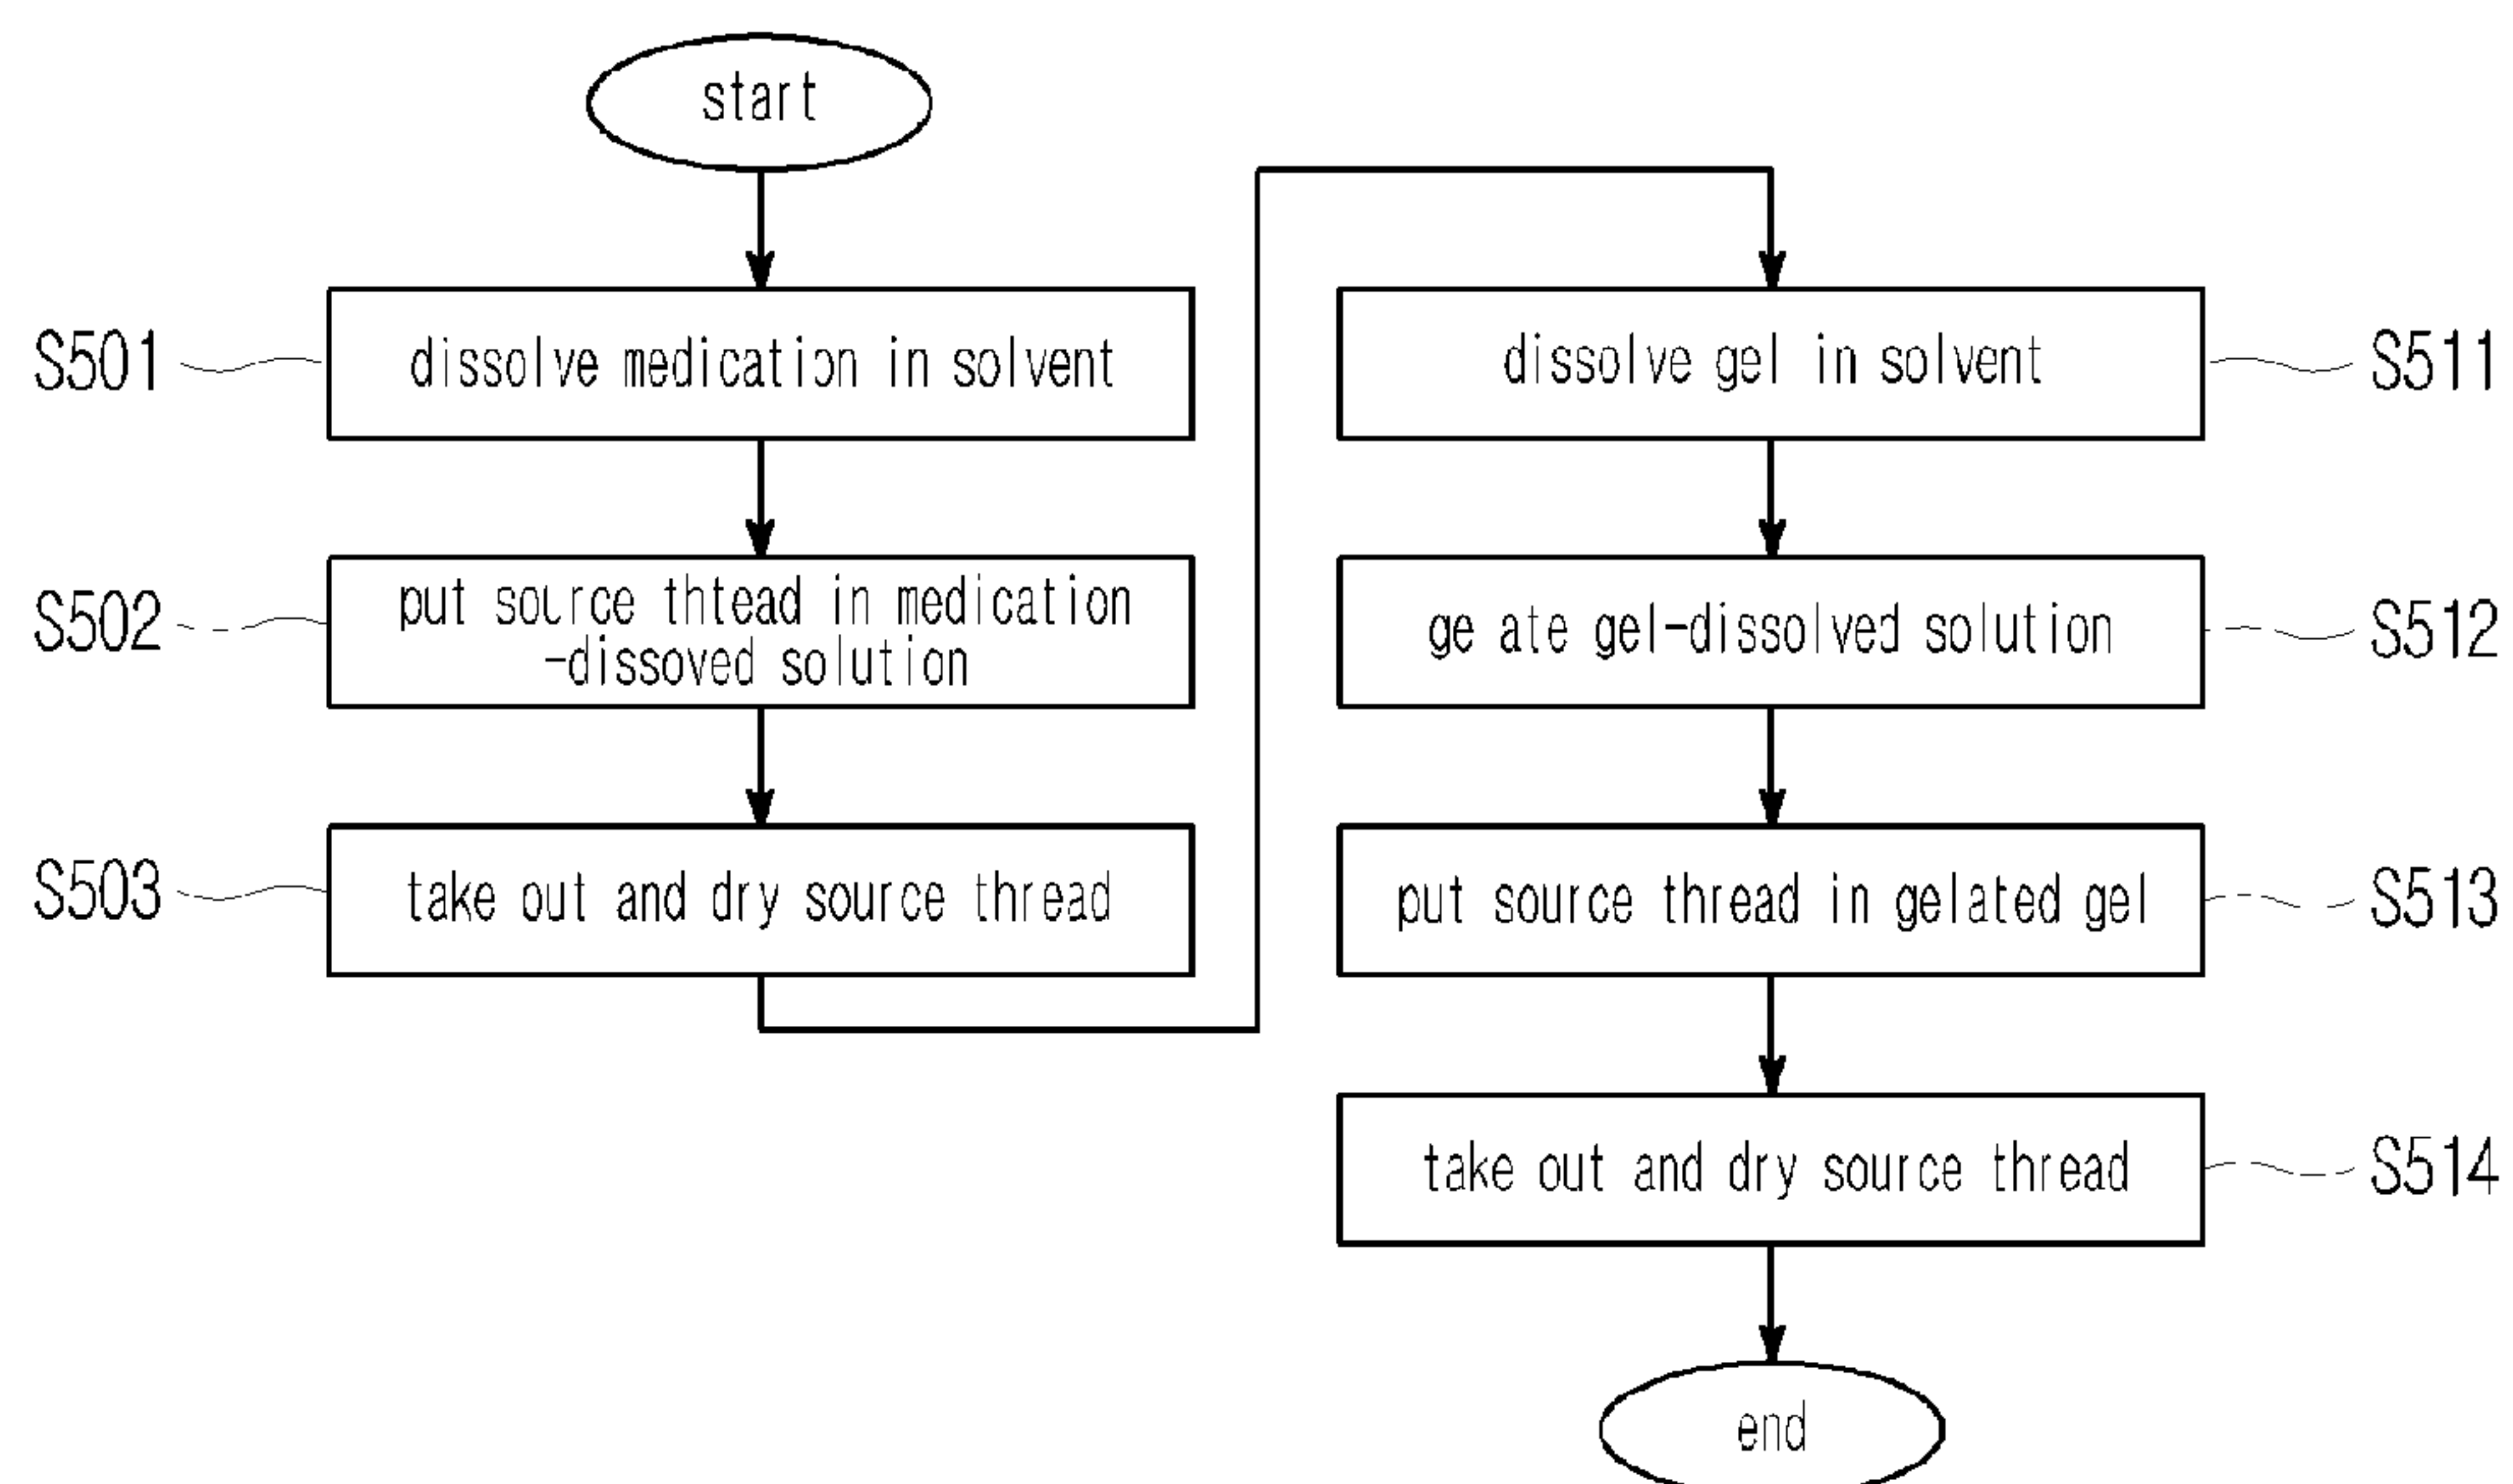 start
S501
dissolve medication in solvent
S502
put source thtead in medication
-dissoved solution
S503
take out and dry source thread
dissolve gel in solvent
S511
ge ate gel-dissolved solution
S512
put source thread in gelated gel
S513
take out and dry source thread
S514
end